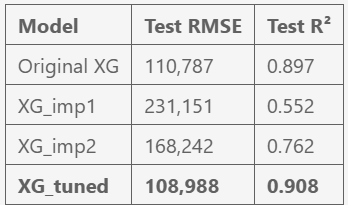 Model Test RMSE Test R²
Original XG 110,787 0.897
XG_imp1 231,151 0.552
XG_imp2 168,242 0.762
XG_tuned 108,988 0.908